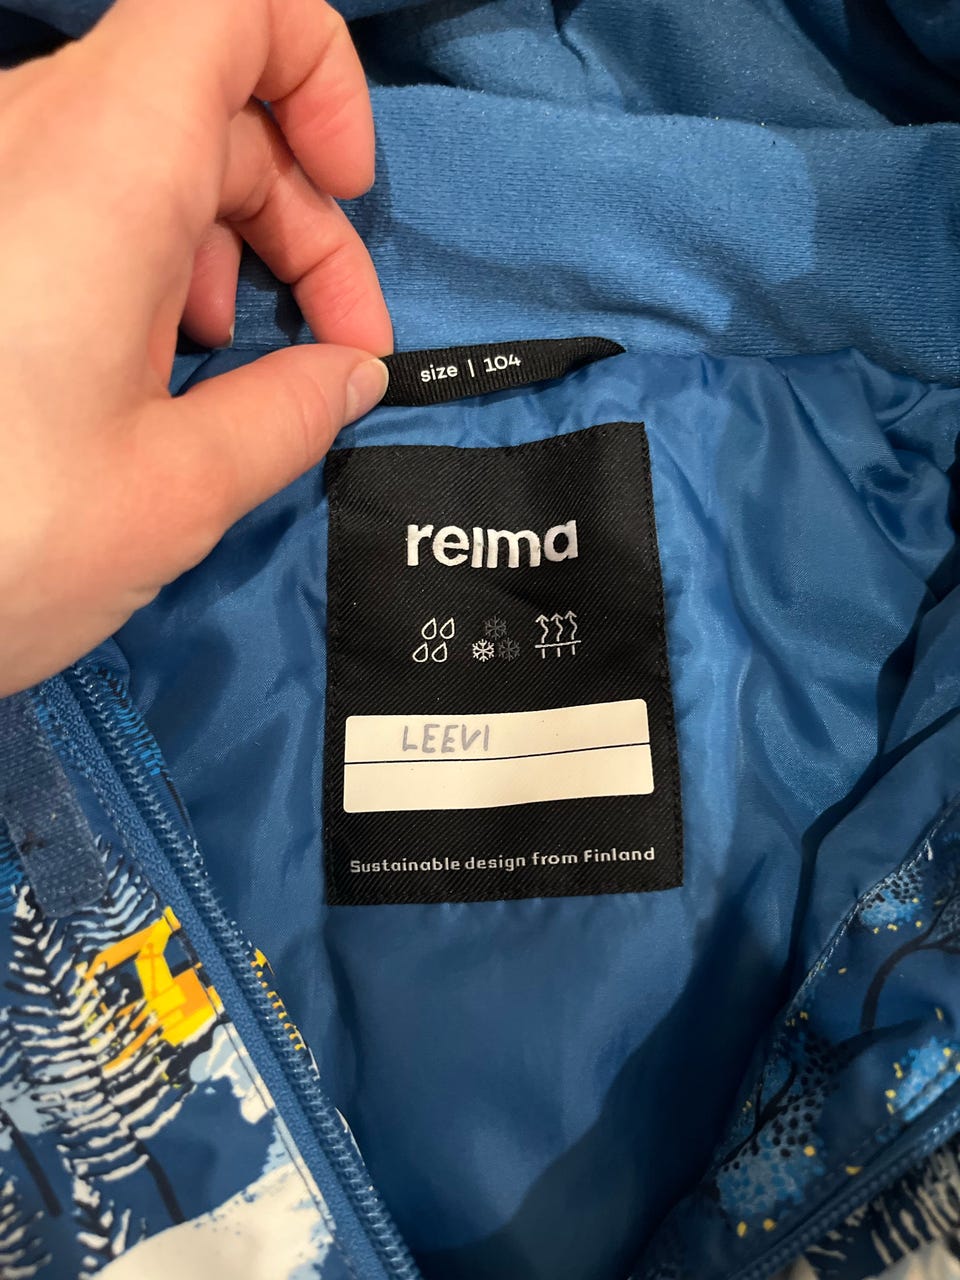 size | 104
reima
LEEVI
Sustainable design from Finland